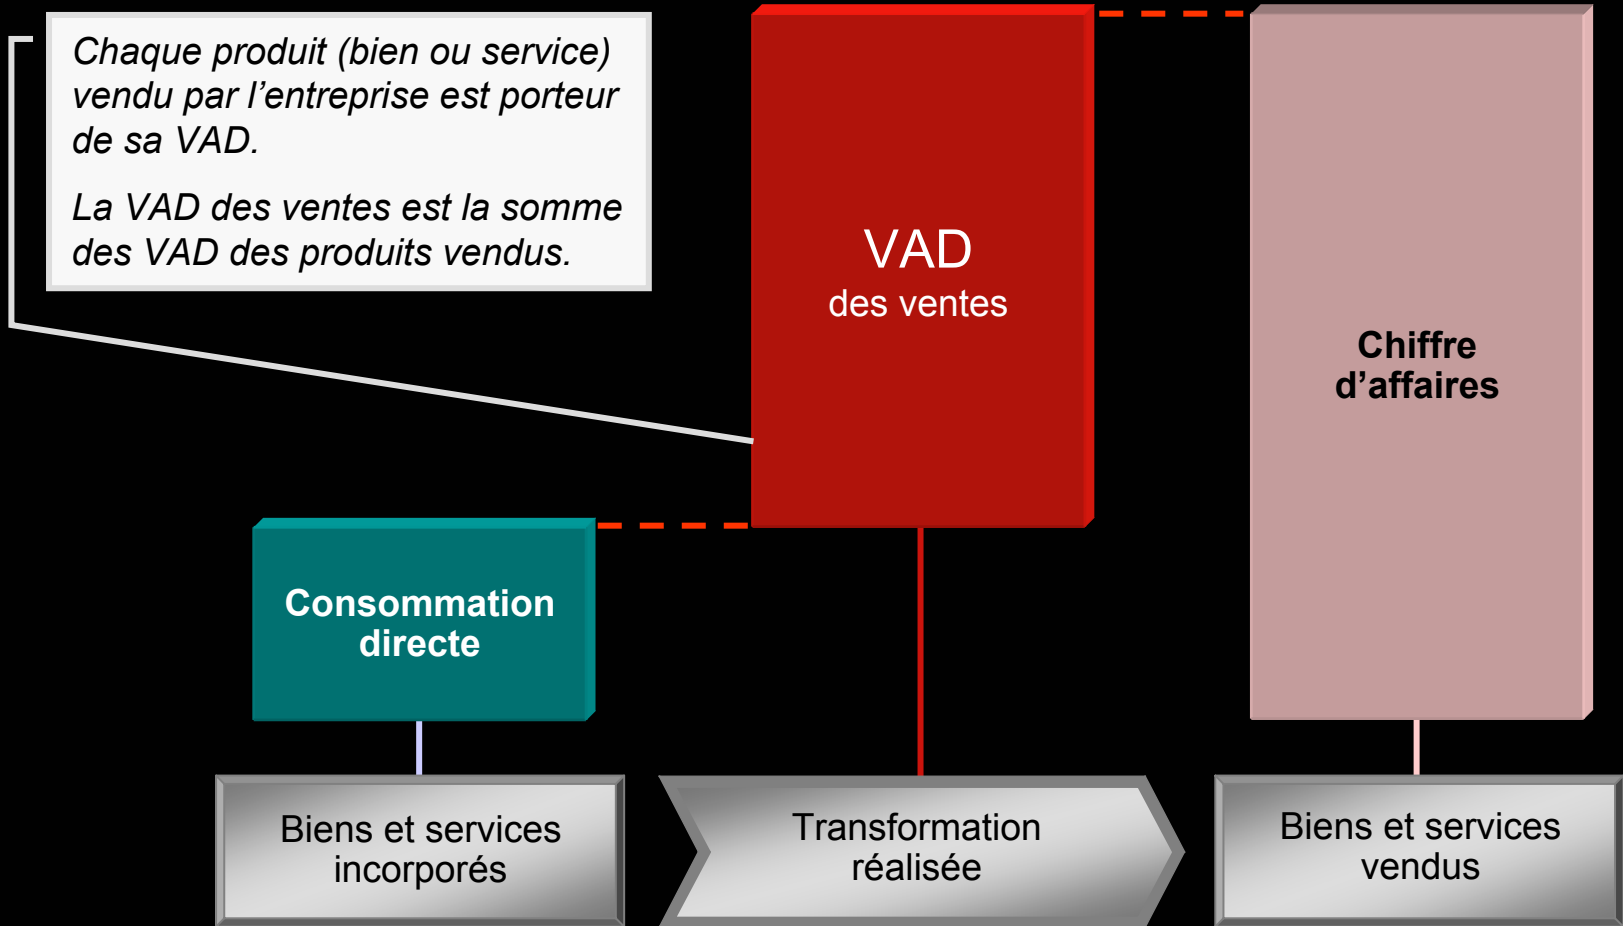 Chaque produit (bien ou service)
vendu par l’entreprise est porteur
de sa VAD.
La VAD des ventes est la somme
des VAD des produits vendus.
VAD
des ventes
Chiffre
d’affaires
Consommation
directe
Biens et services
incorporés
Transformation
réalisée
Biens et services
vendus